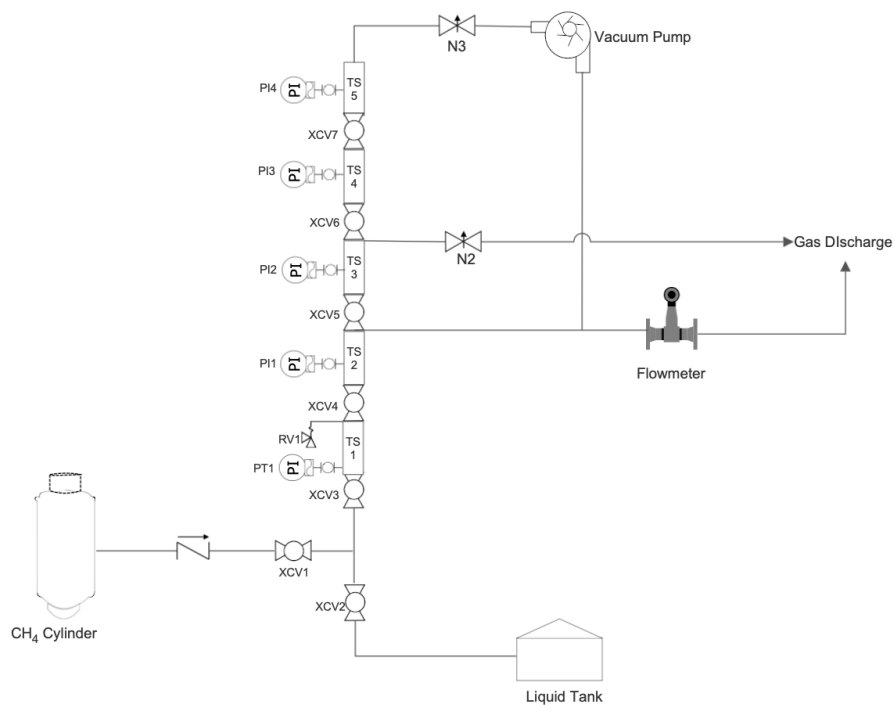 N3
Vacuum Pump
PI4
PI
TS
5
XCV7
PI3
PI
TS
4
XCV6
N2
Gas DIscharge
PI2
PI
TS
3
XCV5
PI1
PI
TS
2
Flowmeter
XCV4
RV1
TS
1
PT1
PI
XCV3
XCV1
XCV2
CH4 Cylinder
Liquid Tank